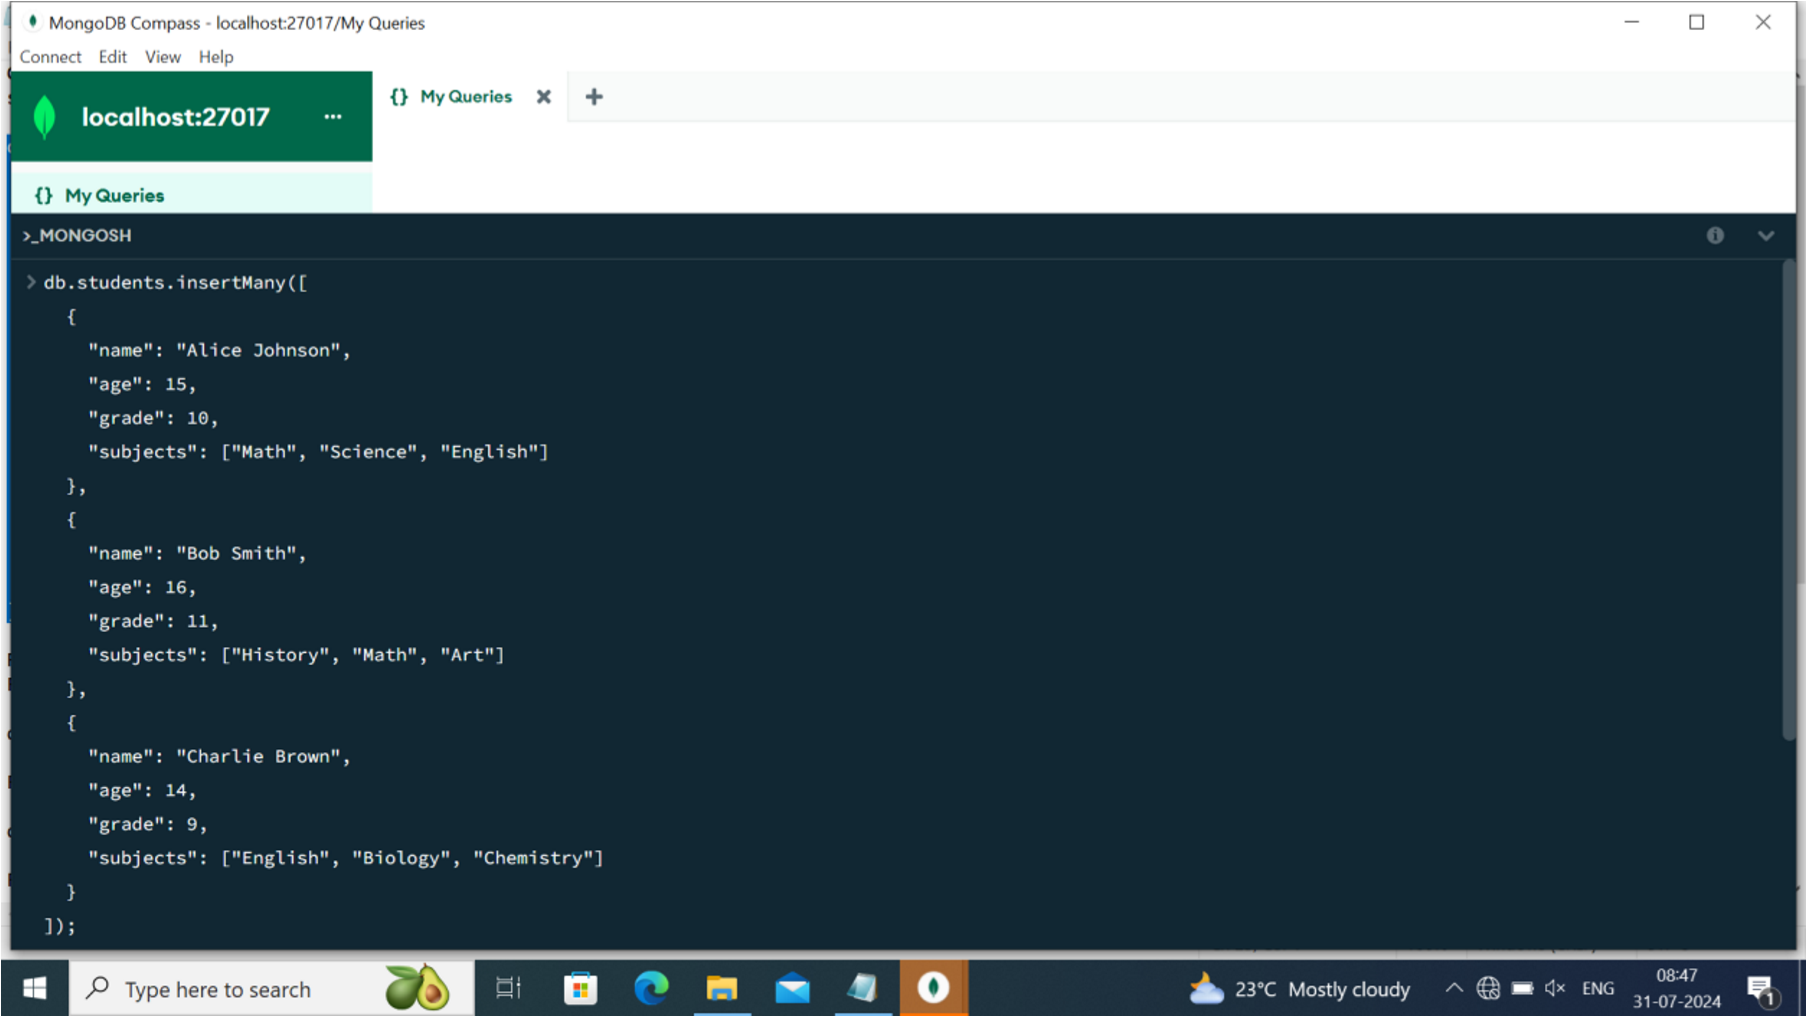 MongoDB Compass - localhost:27017/My Queries
Connect Edit View Help
localhost:27017 ...
{} My Queries
{} My Queries
>_MONGOSH
> db.students.insertMany([
{
"name": "Alice Johnson",
"age": 15,
"grade": 10,
"subjects": ["Math", "Science", "English"]
},
{
"name": "Bob Smith",
"age": 16,
"grade": 11,
"subjects": ["History", "Math", "Art"]
},
{
"name": "Charlie Brown",
"age": 14,
"grade": 9,
"subjects": ["English", "Biology", "Chemistry"]
}
]);
Type here to search
23°C Mostly cloudy
ENG
08:47
31-07-2024
1